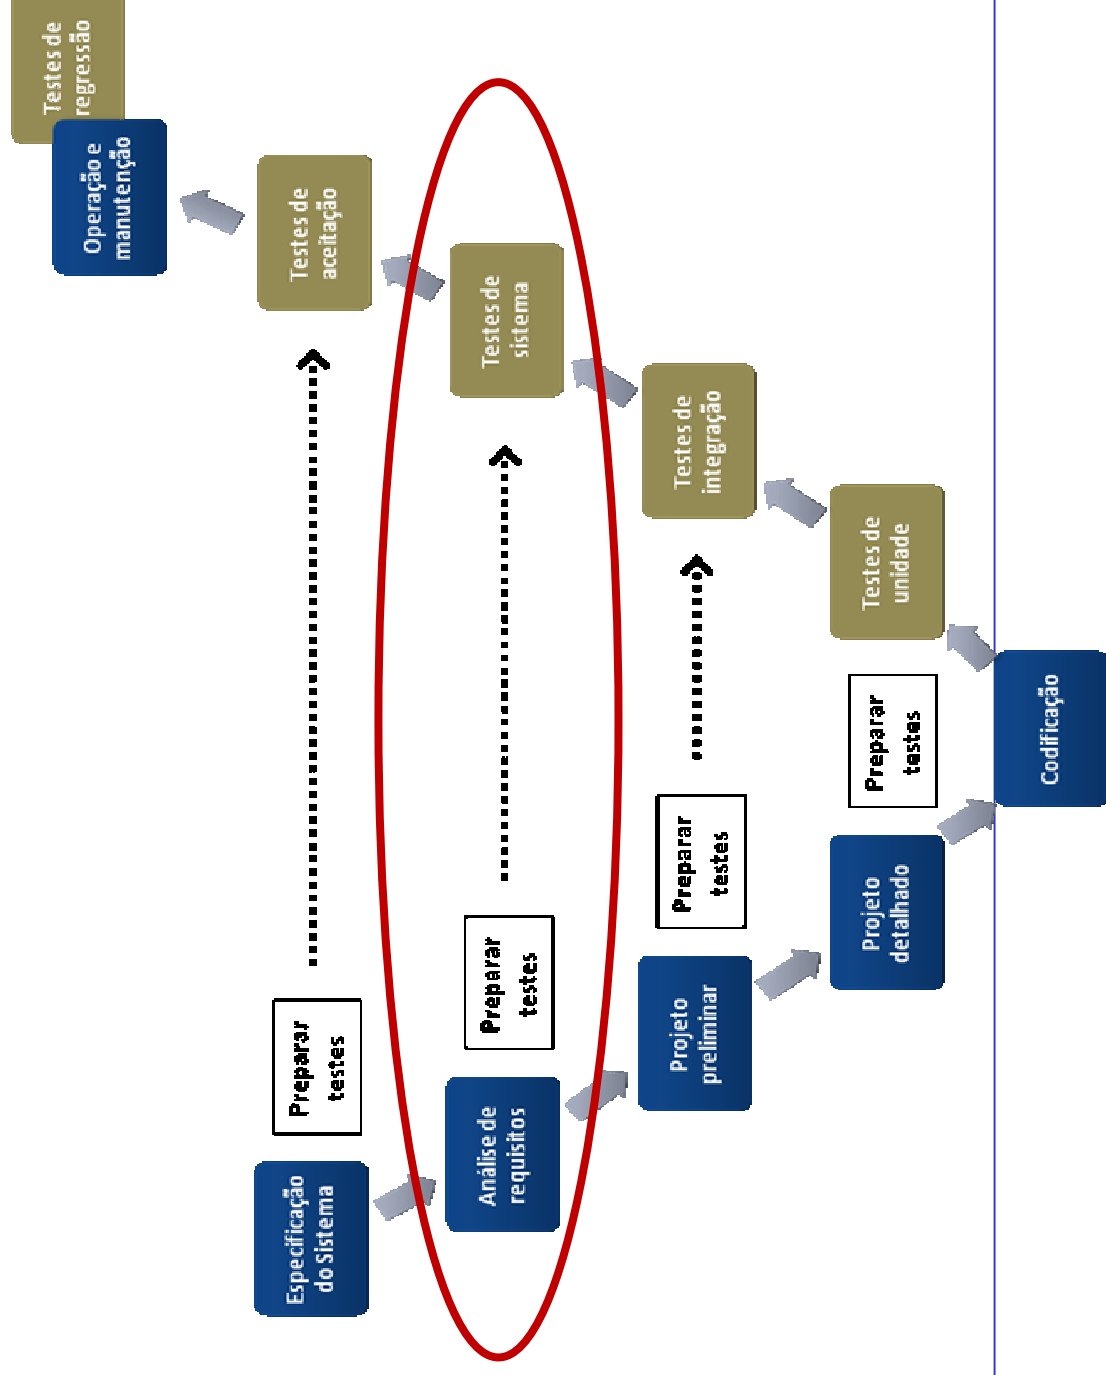 Especificação
do Sistema
Preparar
testes
Testes de
aceitação
Operação e
manutenção
Testes de
regressão
Análise de
requisitos
Preparar
testes
Testes de
sistema
Projeto
preliminar
Preparar
testes
Testes de
integração
Projeto
detalhado
Preparar
testes
Testes de
unidade
Codificação